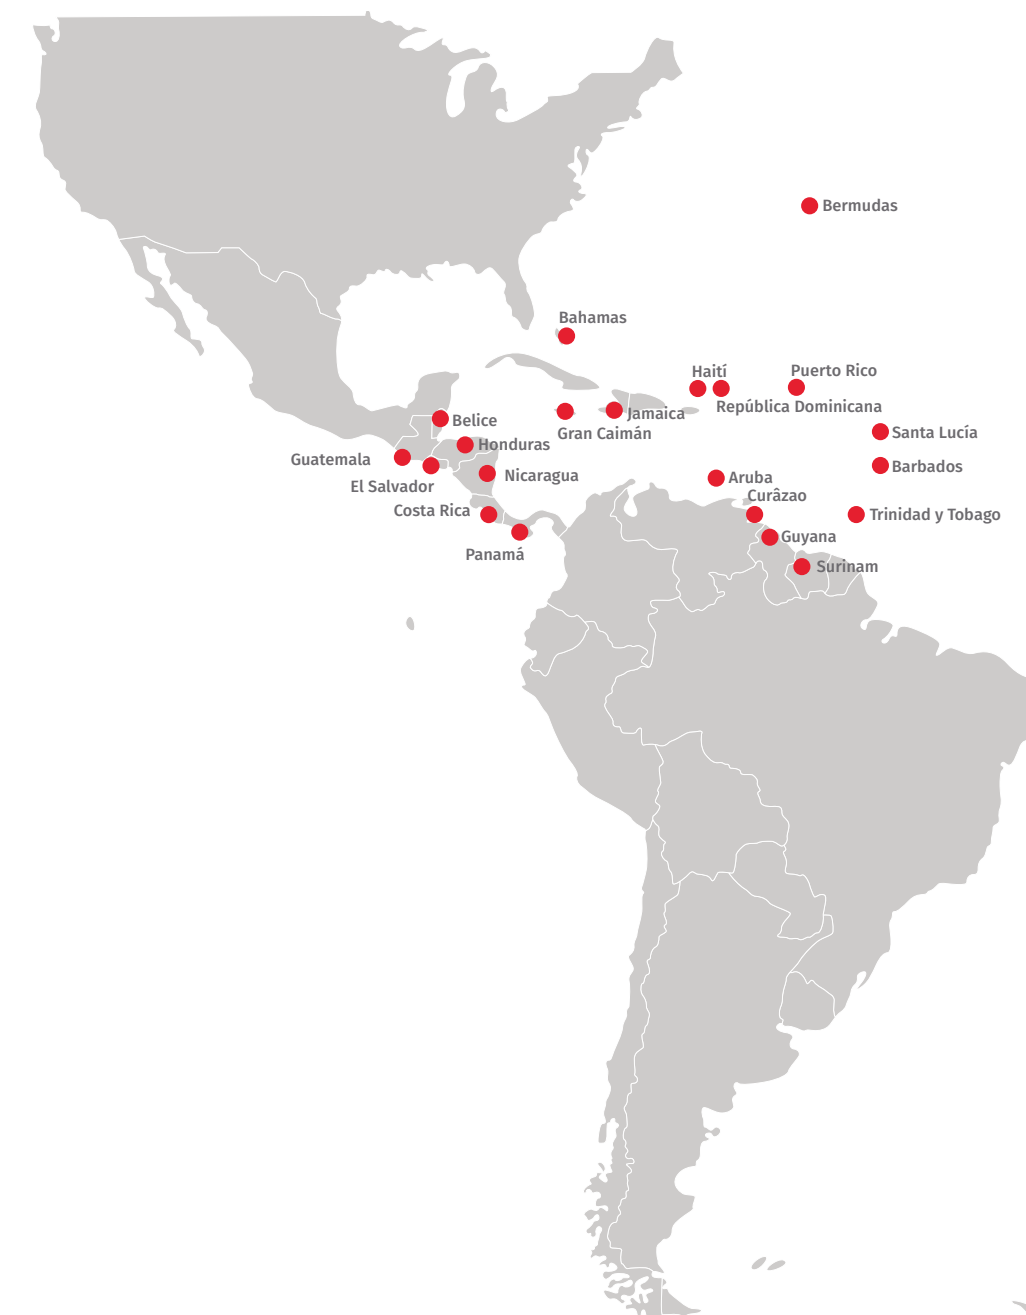 Bermudas
Bahamas
Haití
Puerto Rico
República Dominicana
Jamaica
Belice
Gran Caimán
Santa Lucía
Honduras
Guatemala
Barbados
Nicaragua
Aruba
El Salvador
Curâzao
Costa Rica
Trinidad y Tobago
Guyana
Panamá
Surinam